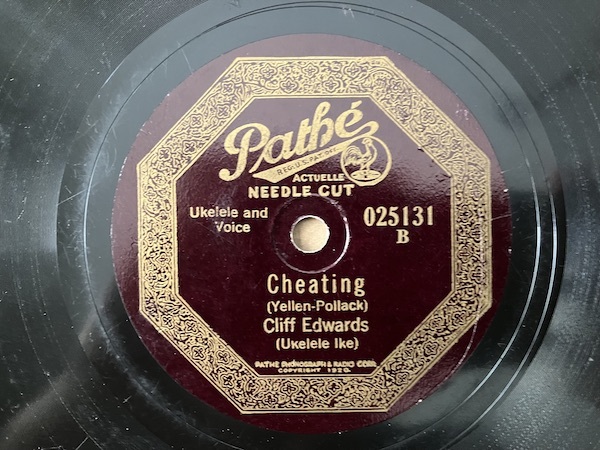 Pathé
REG. U.S. PAT. OFF.
ACTUELLE
NEEDLE CUT
Ukelele and
Voice
025131
B
Cheating
(Yellen-Pollack)
Cliff Edwards
(Ukelele Ike)
PATHE PHONOGRAPH & RADIO CORP.
COPYRIGHT 1920.